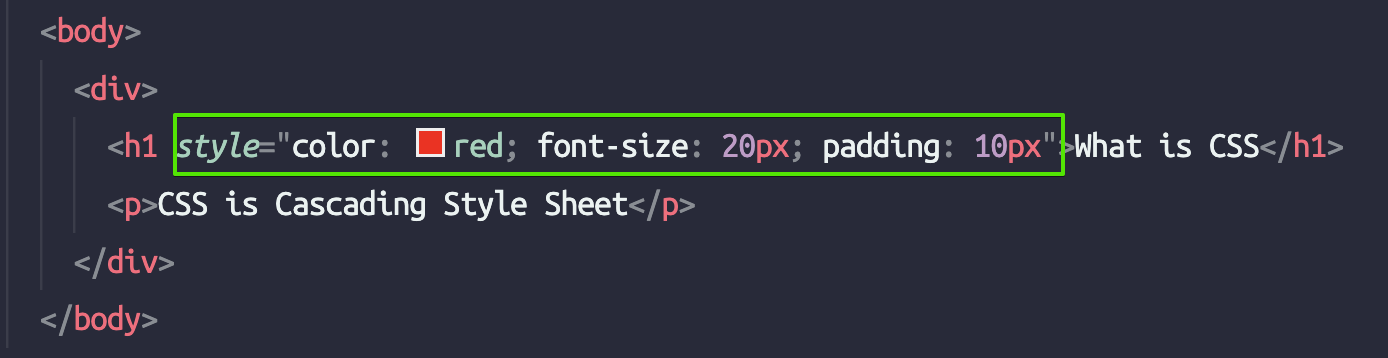 <body>
<div>
<h1 style="color: red; font-size: 20px; padding: 10px">What is CSS</h1>
<p>CSS is Cascading Style Sheet</p>
</div>
</body>